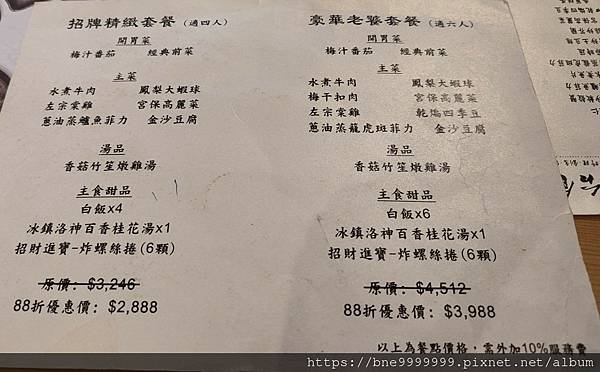 招牌精緻套餐 (適四人)
開胃菜
梅汁番茄 經典前菜
主菜
水煮牛肉 鳳梨大蝦球
左宗棠雞 宮保高麗菜
蔥油蒸鱸魚菲力 金沙豆腐
湯品
香菇竹笙燉雞湯
主食甜品
白飯x4
冰鎮洛神百香桂花湯x1
招財進寶-炸螺絲捲(6顆)
原價: $3,246
88折優惠價: $2,888
豪華老饕套餐 (適六人)
開胃菜
梅汁番茄 經典前菜
主菜
水煮牛肉 鳳梨大蝦球
梅干扣肉 宮保高麗菜
左宗棠雞 乾煸四季豆
蔥油蒸龍虎斑菲力 金沙豆腐
湯品
香菇竹笙燉雞湯
主食甜品
白飯x6
冰鎮洛神百香桂花湯x1
招財進寶-炸螺絲捲(6顆)
原價: $4,512
88折優惠價: $3,988
以上為餐點價格，需外加10%服務費
https://bne9999999.pixnet.net/album